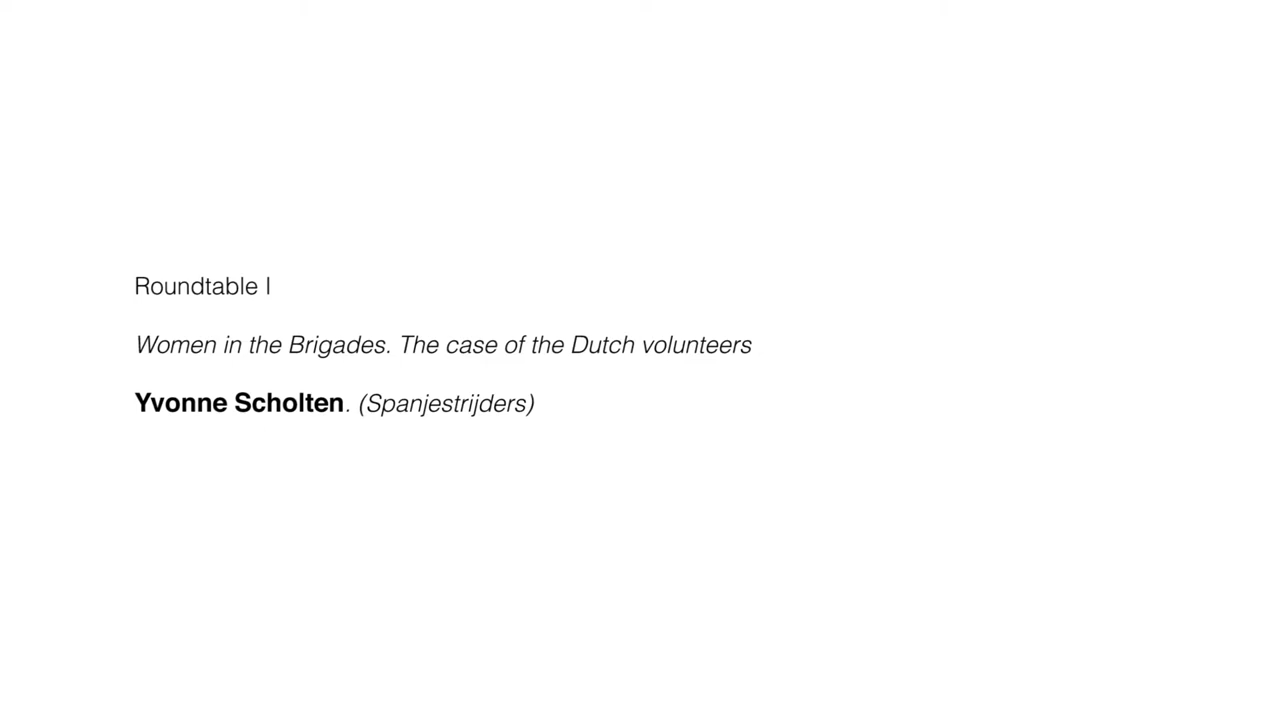 Roundtable I
Women in the Brigades. The case of the Dutch volunteers
Yvonne Scholten. (Spanjestrijders)